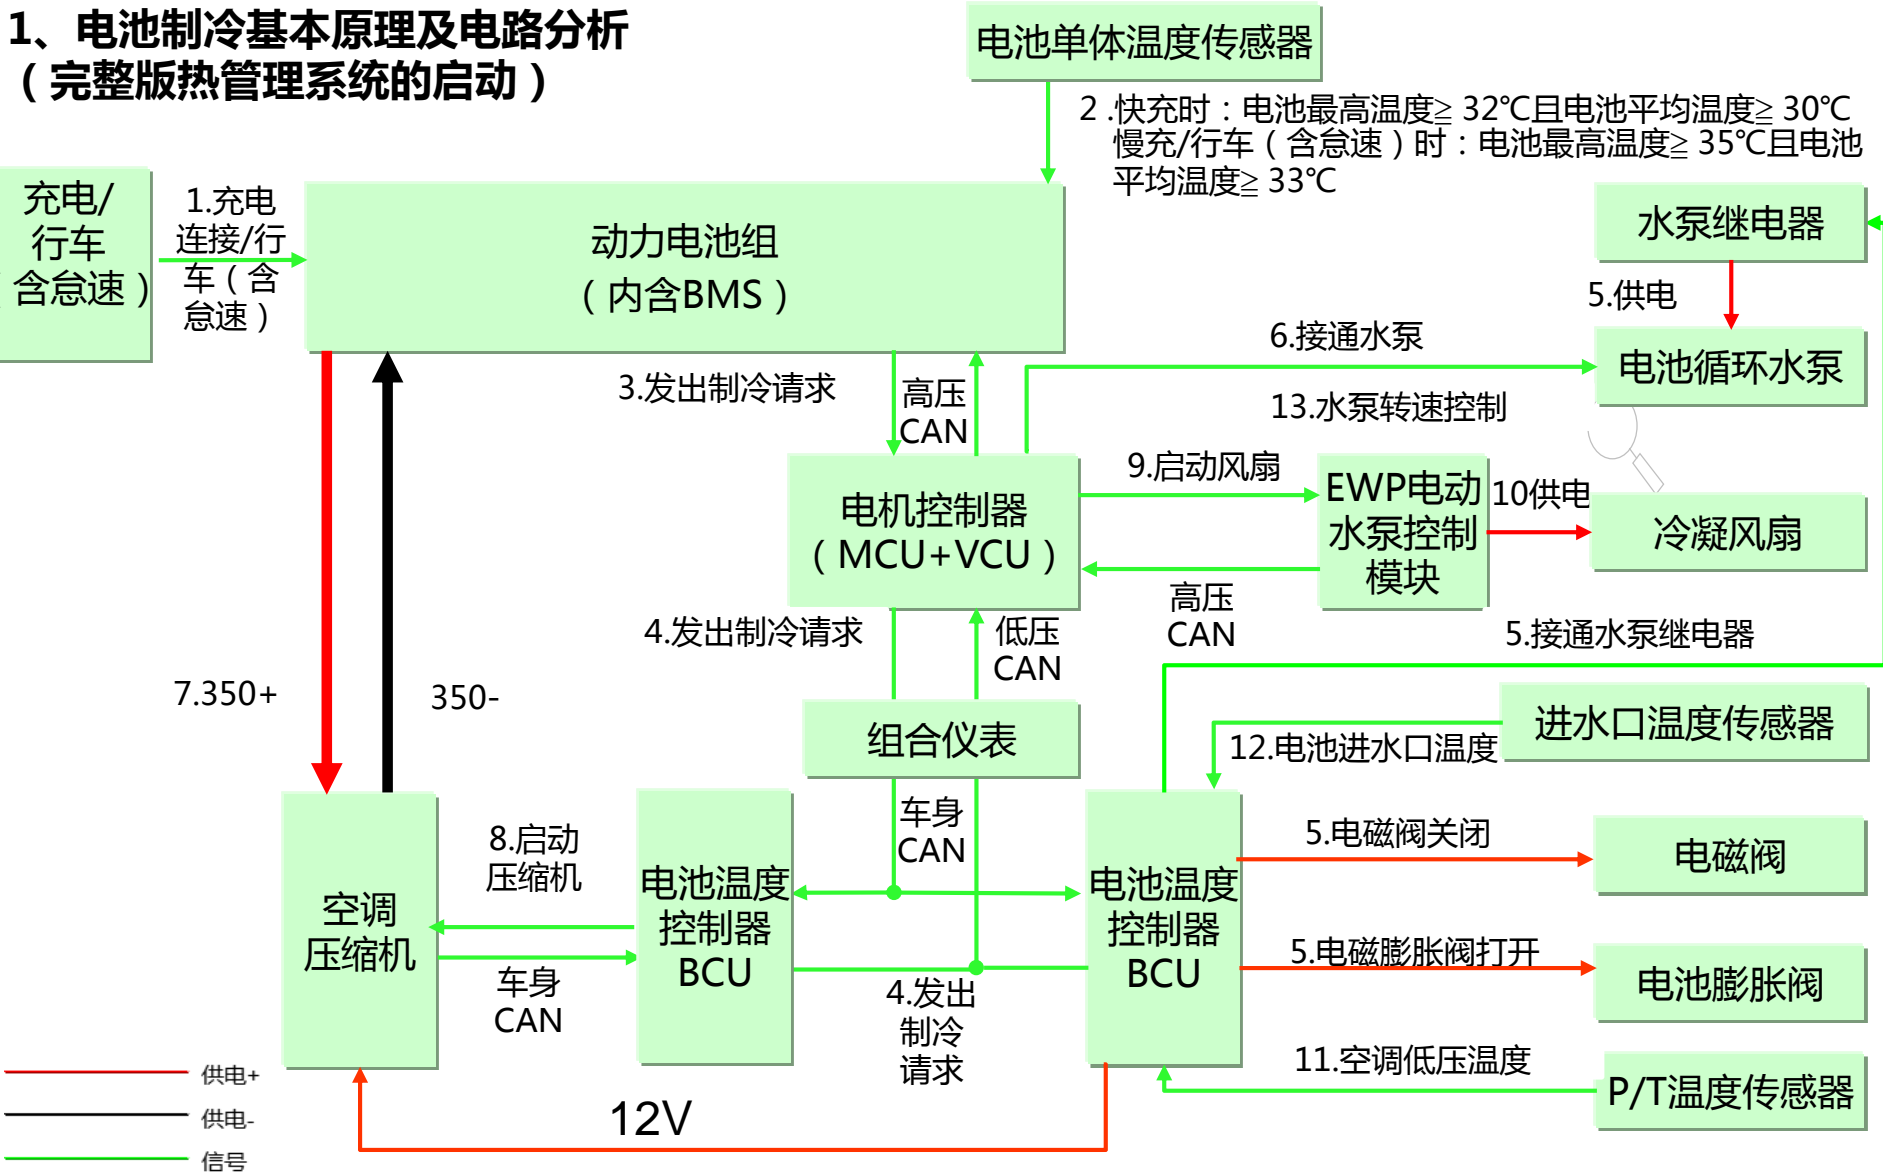 1、电池制冷基本原理及电路分析
（完整版热管理系统的启动）
电池单体温度传感器
2 .快充时：电池最高温度≧ 32℃且电池平均温度≧ 30℃
慢充/行车（含怠速）时：电池最高温度≧ 35℃且电池
平均温度≧ 33℃
充电/
行车
（含怠速）
1.充电
连接/行
车（含
怠速）
动力电池组
（内含BMS）
水泵继电器
5.供电
6.接通水泵
电池循环水泵
13.水泵转速控制
3.发出制冷请求
高压
CAN
电机控制器
（MCU+VCU）
9.启动风扇
EWP电动
水泵控制
模块
10供电
冷凝风扇
高压
CAN
4.发出制冷请求
低压
CAN
5.接通水泵继电器
7.350+
350-
组合仪表
进水口温度传感器
12.电池进水口温度
车身
CAN
8.启动
压缩机
空调
压缩机
车身
CAN
电池温度
控制器
BCU
4.发出
制冷
请求
电池温度
控制器
BCU
5.电磁阀关闭
电磁阀
5.电磁膨胀阀打开
电池膨胀阀
11.空调低压温度
P/T温度传感器
12V
供电+
供电-
信号